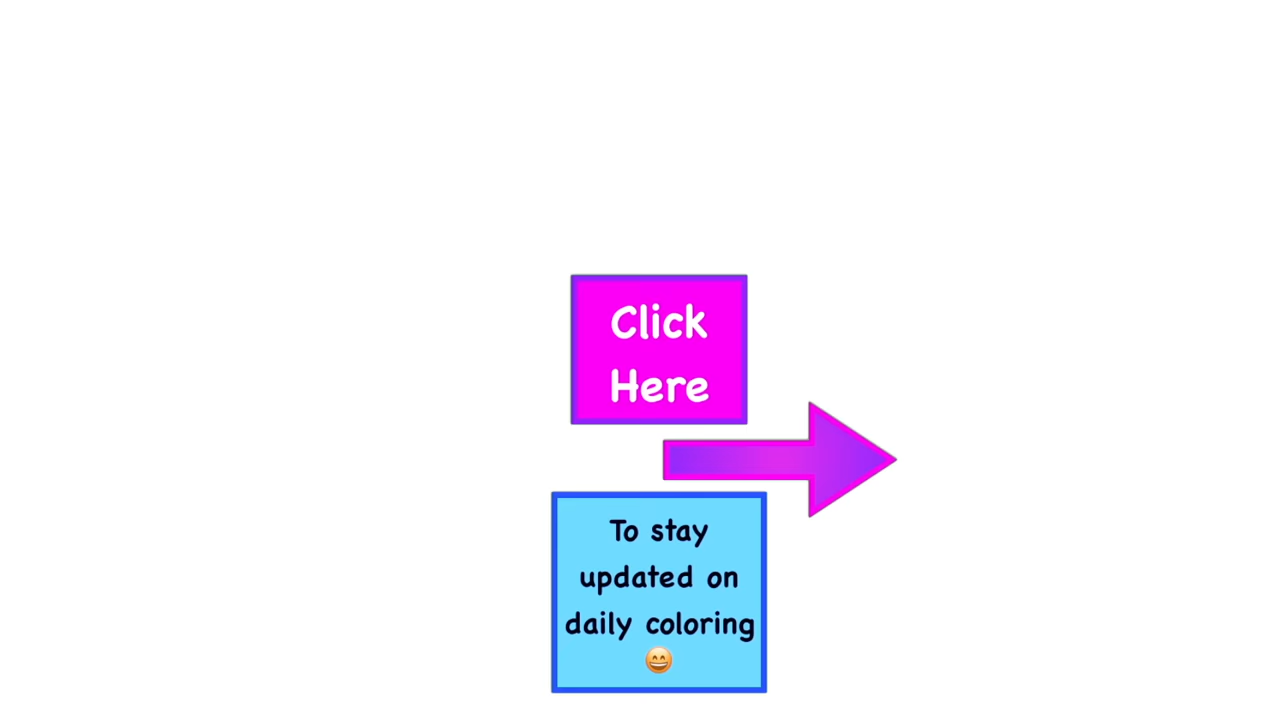 Click
Here
To stay
updated on
daily coloring
😄